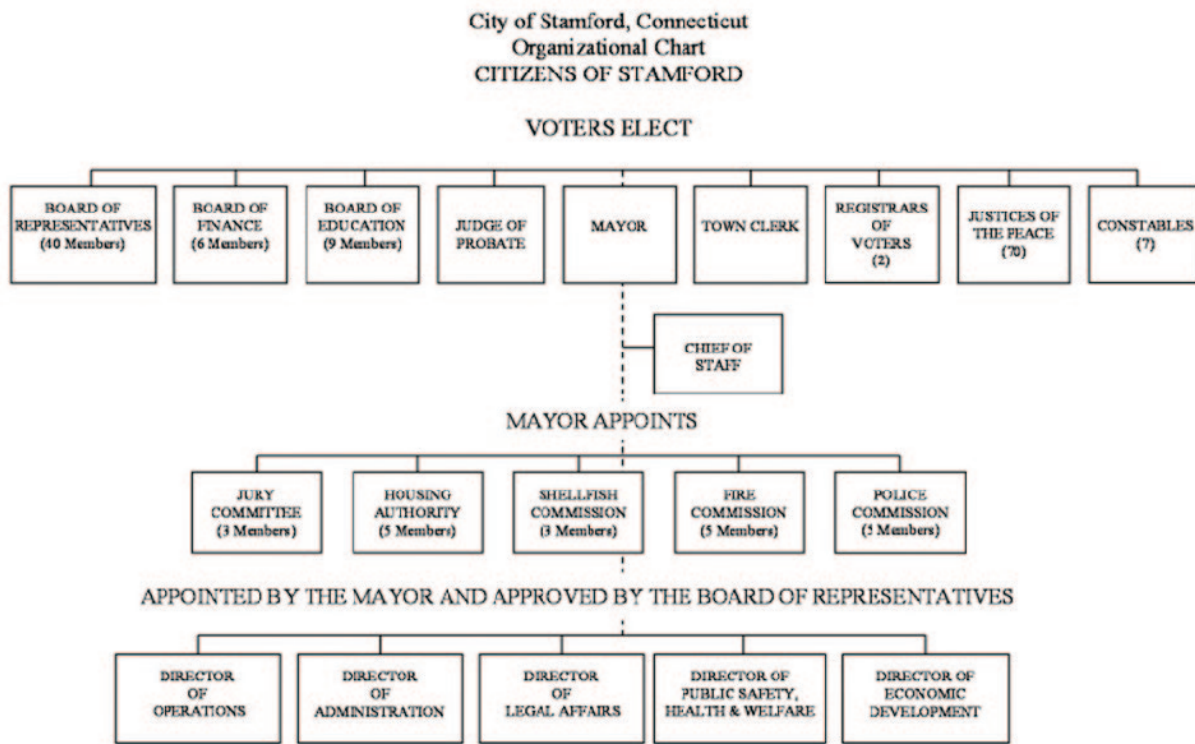 City of Stamford, Connecticut
Organizational Chart
CITIZENS OF STAMFORD
VOTERS ELECT
BOARD OF
REPRESENTATIVES
(40 Members)
BOARD OF
FINANCE
(6 Members)
BOARD OF
EDUCATION
(9 Members)
JUDGE OF
PROBATE
MAYOR
TOWN CLERK
REGISTRARS
OF
VOTERS
(2)
JUSTICES OF
THE PEACE
(70)
CONSTABLES
(7)
CHIEF OF
STAFF
MAYOR APPOINTS
JURY
COMMITTEE
(3 Members)
HOUSING
AUTHORITY
(5 Members)
SHELLFISH
COMMISSION
(3 Members)
FIRE
COMMISSION
(5 Members)
POLICE
COMMISSION
(5 Members)
APPOINTED BY THE MAYOR AND APPROVED BY THE BOARD OF REPRESENTATIVES
DIRECTOR
OF
OPERATIONS
DIRECTOR
OF
ADMINISTRATION
DIRECTOR
OF
LEGAL AFFAIRS
DIRECTOR OF
PUBLIC SAFETY,
HEALTH & WELFARE
DIRECTOR OF
ECONOMIC
DEVELOPMENT